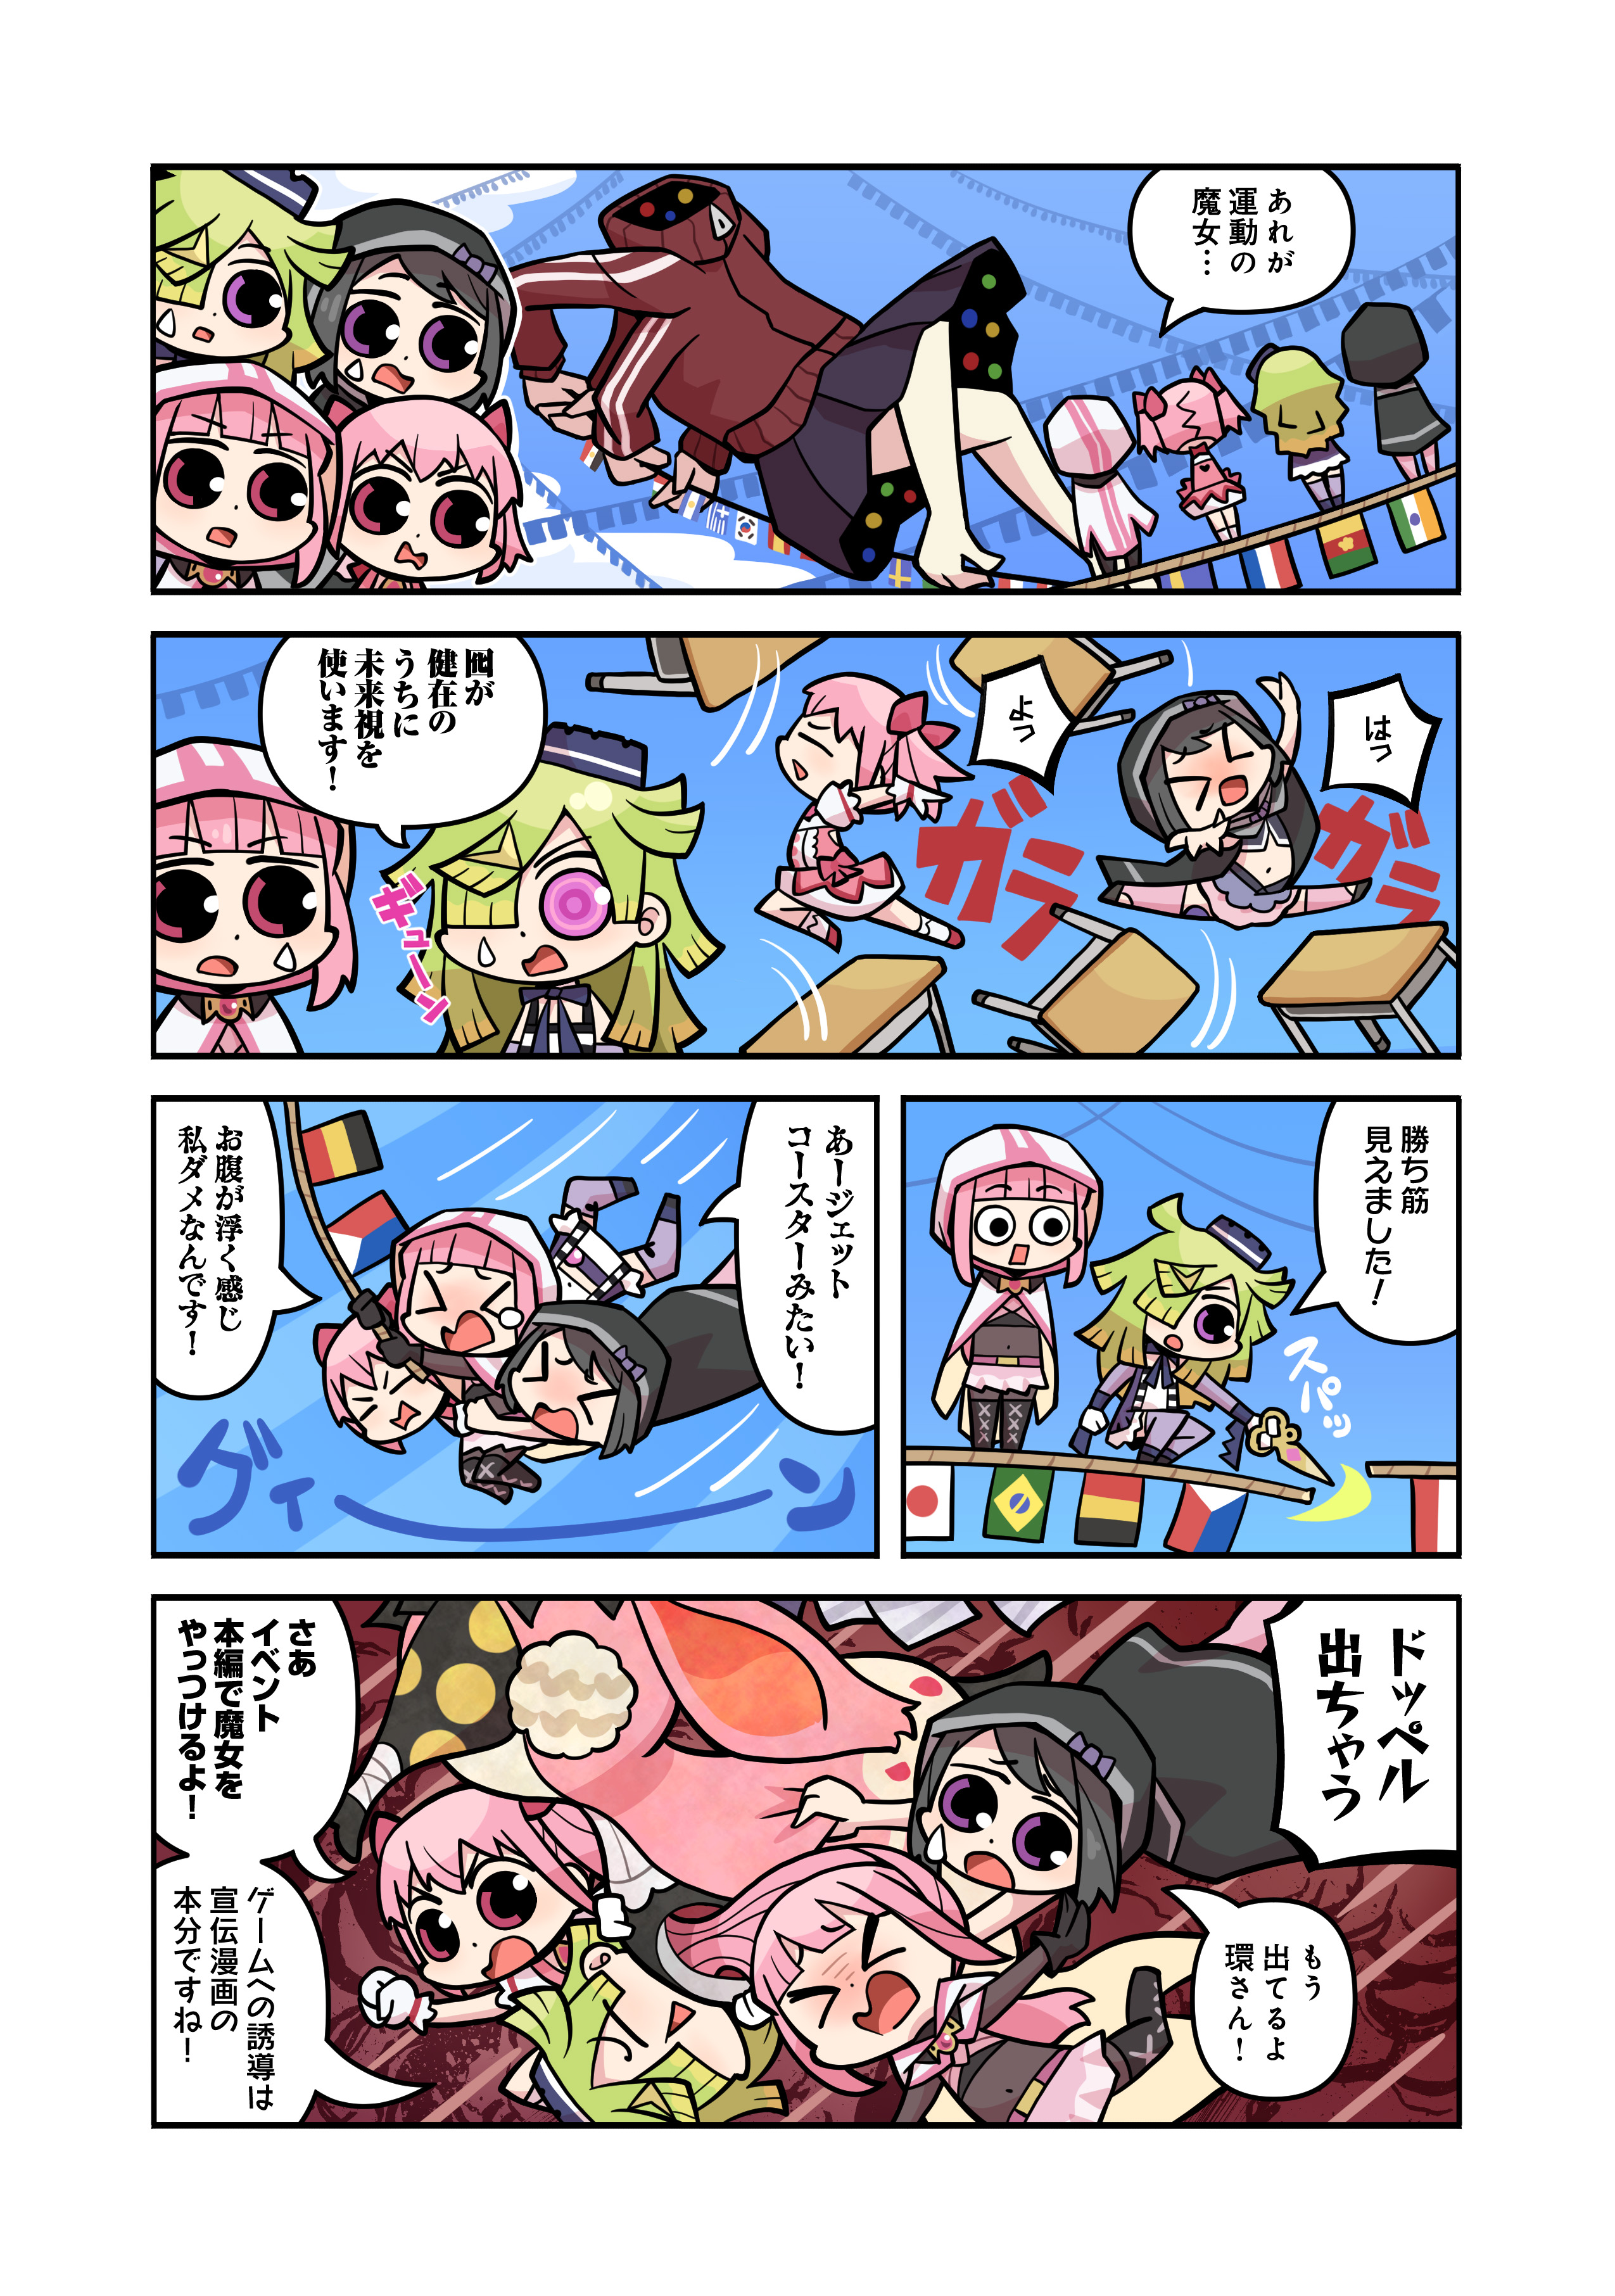 あれが
運動の
魔女…
はっ
ガラ
よっ
ガラ
が
健在の
うちに
未来視を
使います!
ギューン
勝ち筋
見えました!
スパッ
あージェット
コースターみたい!
お腹が浮く感じ
私ダメなんです!
グイーン
ドッペル
出ちゃう
もう
出てるよ
環さん!
さあ
イベント
本編で魔女を
やっつけるよ!
ゲームへの誘導は
宣伝漫画の
本分ですね!